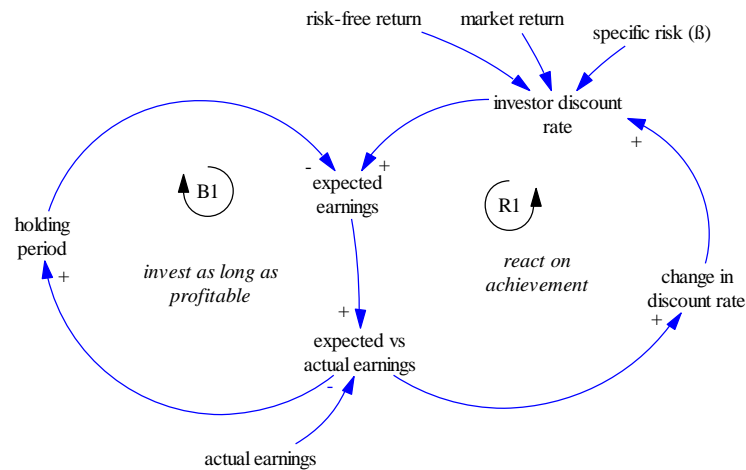 risk-free return
market return
specific risk (ß)
investor discount
rate
+
-
+
expected
earnings
B1
R1
holding
period
+
invest as long as
profitable
react on
achievement
change in
discount rate
+
+
expected vs
actual earnings
-
actual earnings